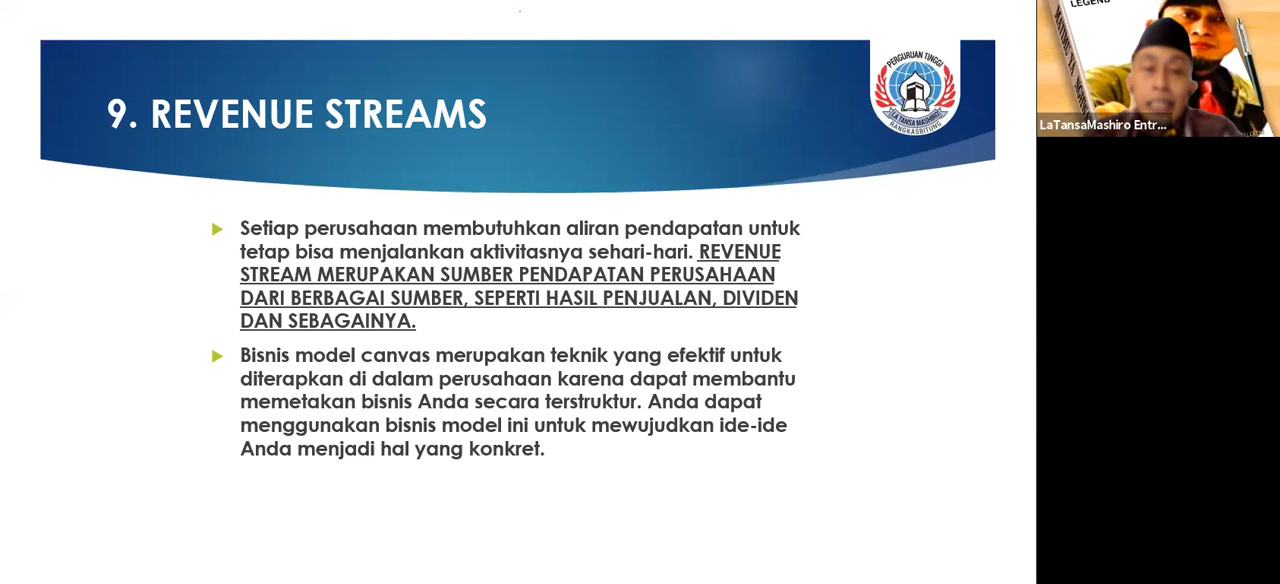 9. REVENUE STREAMS
PERGURUAN TINGGI
LA TANSA MASHIRO
RANGKASBITUNG
Setiap perusahaan membutuhkan aliran pendapatan untuk
tetap bisa menjalankan aktivitasnya sehari-hari. REVENUE
STREAM MERUPAKAN SUMBER PENDAPATAN PERUSAHAAN
DARI BERBAGAI SUMBER, SEPERTI HASIL PENJUALAN, DIVIDEN
DAN SEBAGAINYA.
Bisnis model canvas merupakan teknik yang efektif untuk
diterapkan di dalam perusahaan karena dapat membantu
memetakan bisnis Anda secara terstruktur. Anda dapat
menggunakan bisnis model ini untuk mewujudkan ide-ide
Anda menjadi hal yang konkret.
LEGEND
LaTansaMashiro Entr...